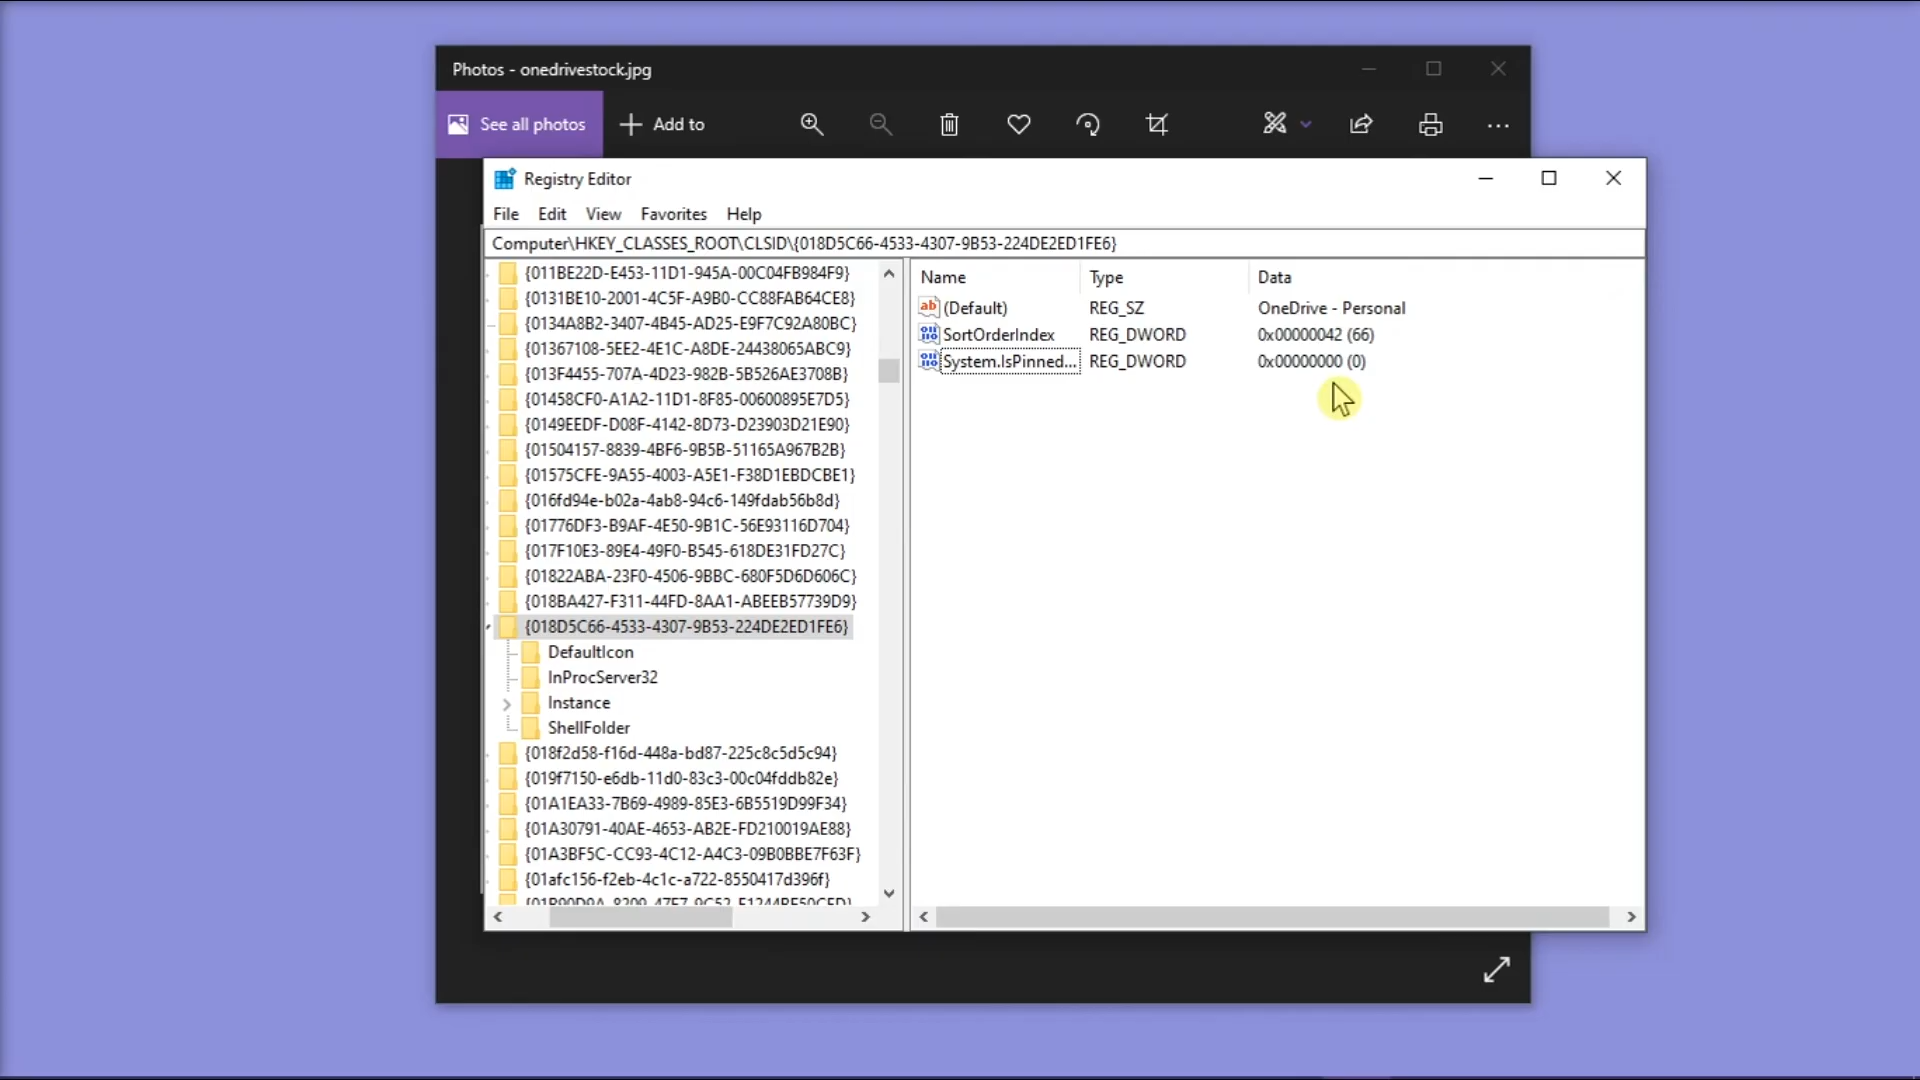 Photos - onedrivestock.jpg
See all photos
Add to
Registry Editor
File Edit View Favorites Help
Computer\HKEY_CLASSES_ROOT\CLSID\{018D5C66-4533-4307-9B53-224DE2ED1FE6}
{011BE22D-E453-11D1-945A-00C04FB984F9}
{0131BE10-2001-4C5F-A9B0-CC88FAB64CE8}
{0134A8B2-3407-4B45-AD25-E9F7C92A80BC}
{01367108-5EE2-4E1C-A8DE-24438065ABC9}
{013F4455-707A-4D23-982B-5B526AE3708B}
{01458CF0-A1A2-11D1-8F85-00600895E7D5}
{0149EEDF-D08F-4142-8D73-D23903D21E90}
{01504157-8839-4BF6-9B5B-51165A967B2B}
{01575CFE-9A55-4003-A5E1-F38D1EBDCBE1}
{016fd94e-b02a-4ab8-94c6-149fdab56b8d}
{01776DF3-B9AF-4E50-9B1C-56E93116D704}
{017F10E3-89E4-49F0-B545-618DE31FD27C}
{01822ABA-23F0-4506-9BBC-680F5D6D606C}
{018BA427-F311-44FD-8AA1-ABEEB57739D9}
{018D5C66-4533-4307-9B53-224DE2ED1FE6}
DefaultIcon
InProcServer32
Instance
ShellFolder
{018f2d58-f16d-448a-bd87-225c8c5d5c94}
{019f7150-e6db-11d0-83c3-00c04fddb82e}
{01A1EA33-7B69-4989-85E3-6B5519D99F34}
{01A30791-40AE-4653-AB2E-FD210019AE88}
{01A3BF5C-CC93-4C12-A4C3-09B0BBE7F63F}
{01afc156-f2eb-4c1c-a722-8550417d396f}
Name Type Data
(Default) REG_SZ OneDrive - Personal
SortOrderIndex REG_DWORD 0x00000042 (66)
System.IsPinned... REG_DWORD 0x00000000 (0)